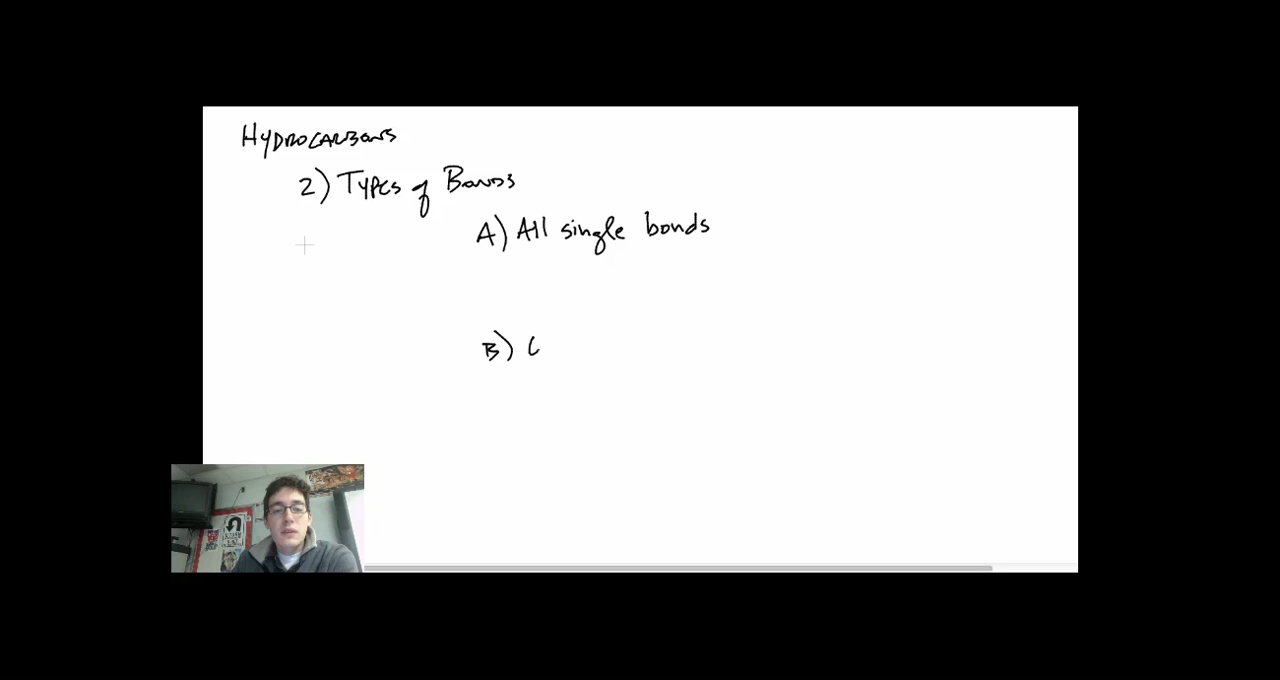 HYDROCARBONS
2) TYPES of BONDS
A) All single bonds
B) C